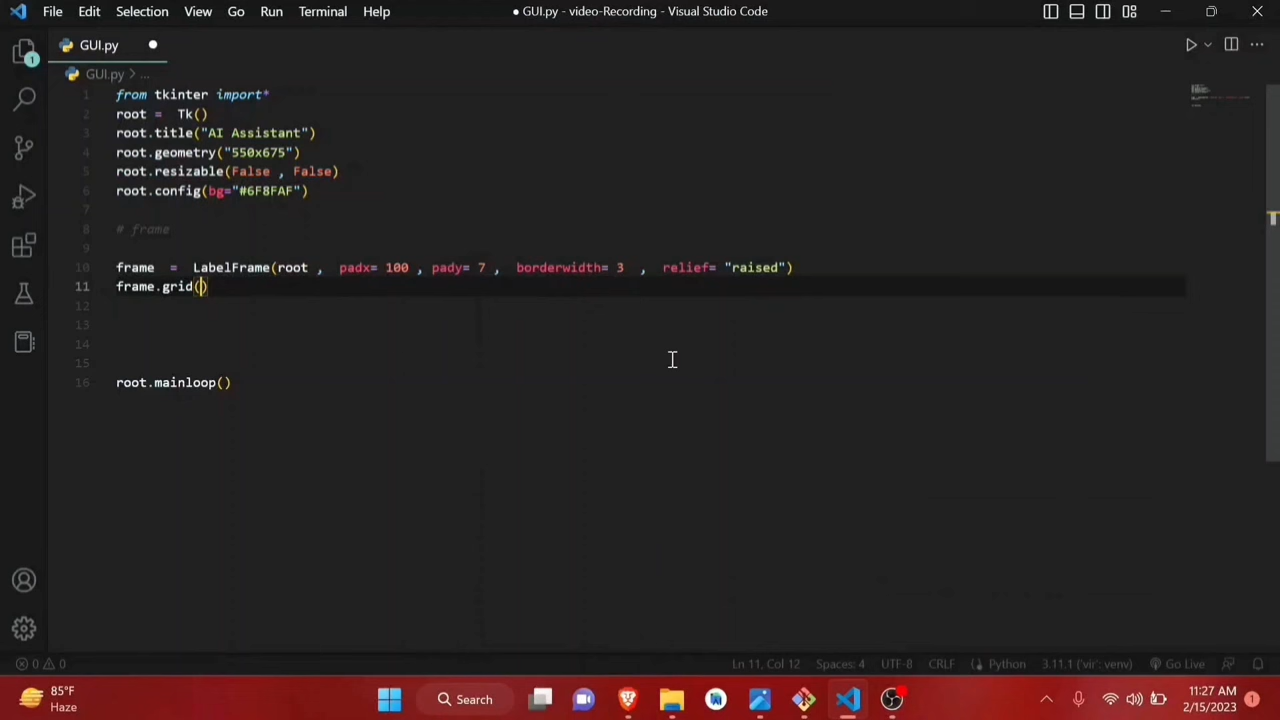 File Edit Selection View Go Run Terminal Help ● GUI.py - video-Recording - Visual Studio Code
GUI.py ●
GUI.py > ...
1 from tkinter import*
2 root =  Tk()
3 root.title("AI Assistant")
4 root.geometry("550x675")
5 root.resizable(False , False)
6 root.config(bg="#6F8FAF")
7
8 # frame
9
10 frame  =  LabelFrame(root ,  padx= 100 , pady= 7 ,  borderwidth= 3  ,  relief= "raised")
11 frame.grid()
12
13
14
15
16 root.mainloop()
1
0 0 Ln 11, Col 12 Spaces: 4 UTF-8 CRLF Python 3.11.1 ('vir': venv) Go Live
85°F
Haze
Search
11:27 AM
2/15/2023
1